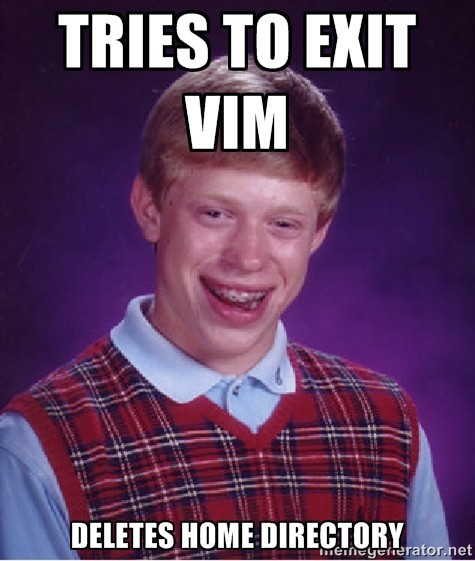 TRIES TO EXIT
VIM
DELETES HOME DIRECTORY
memegenerator.net